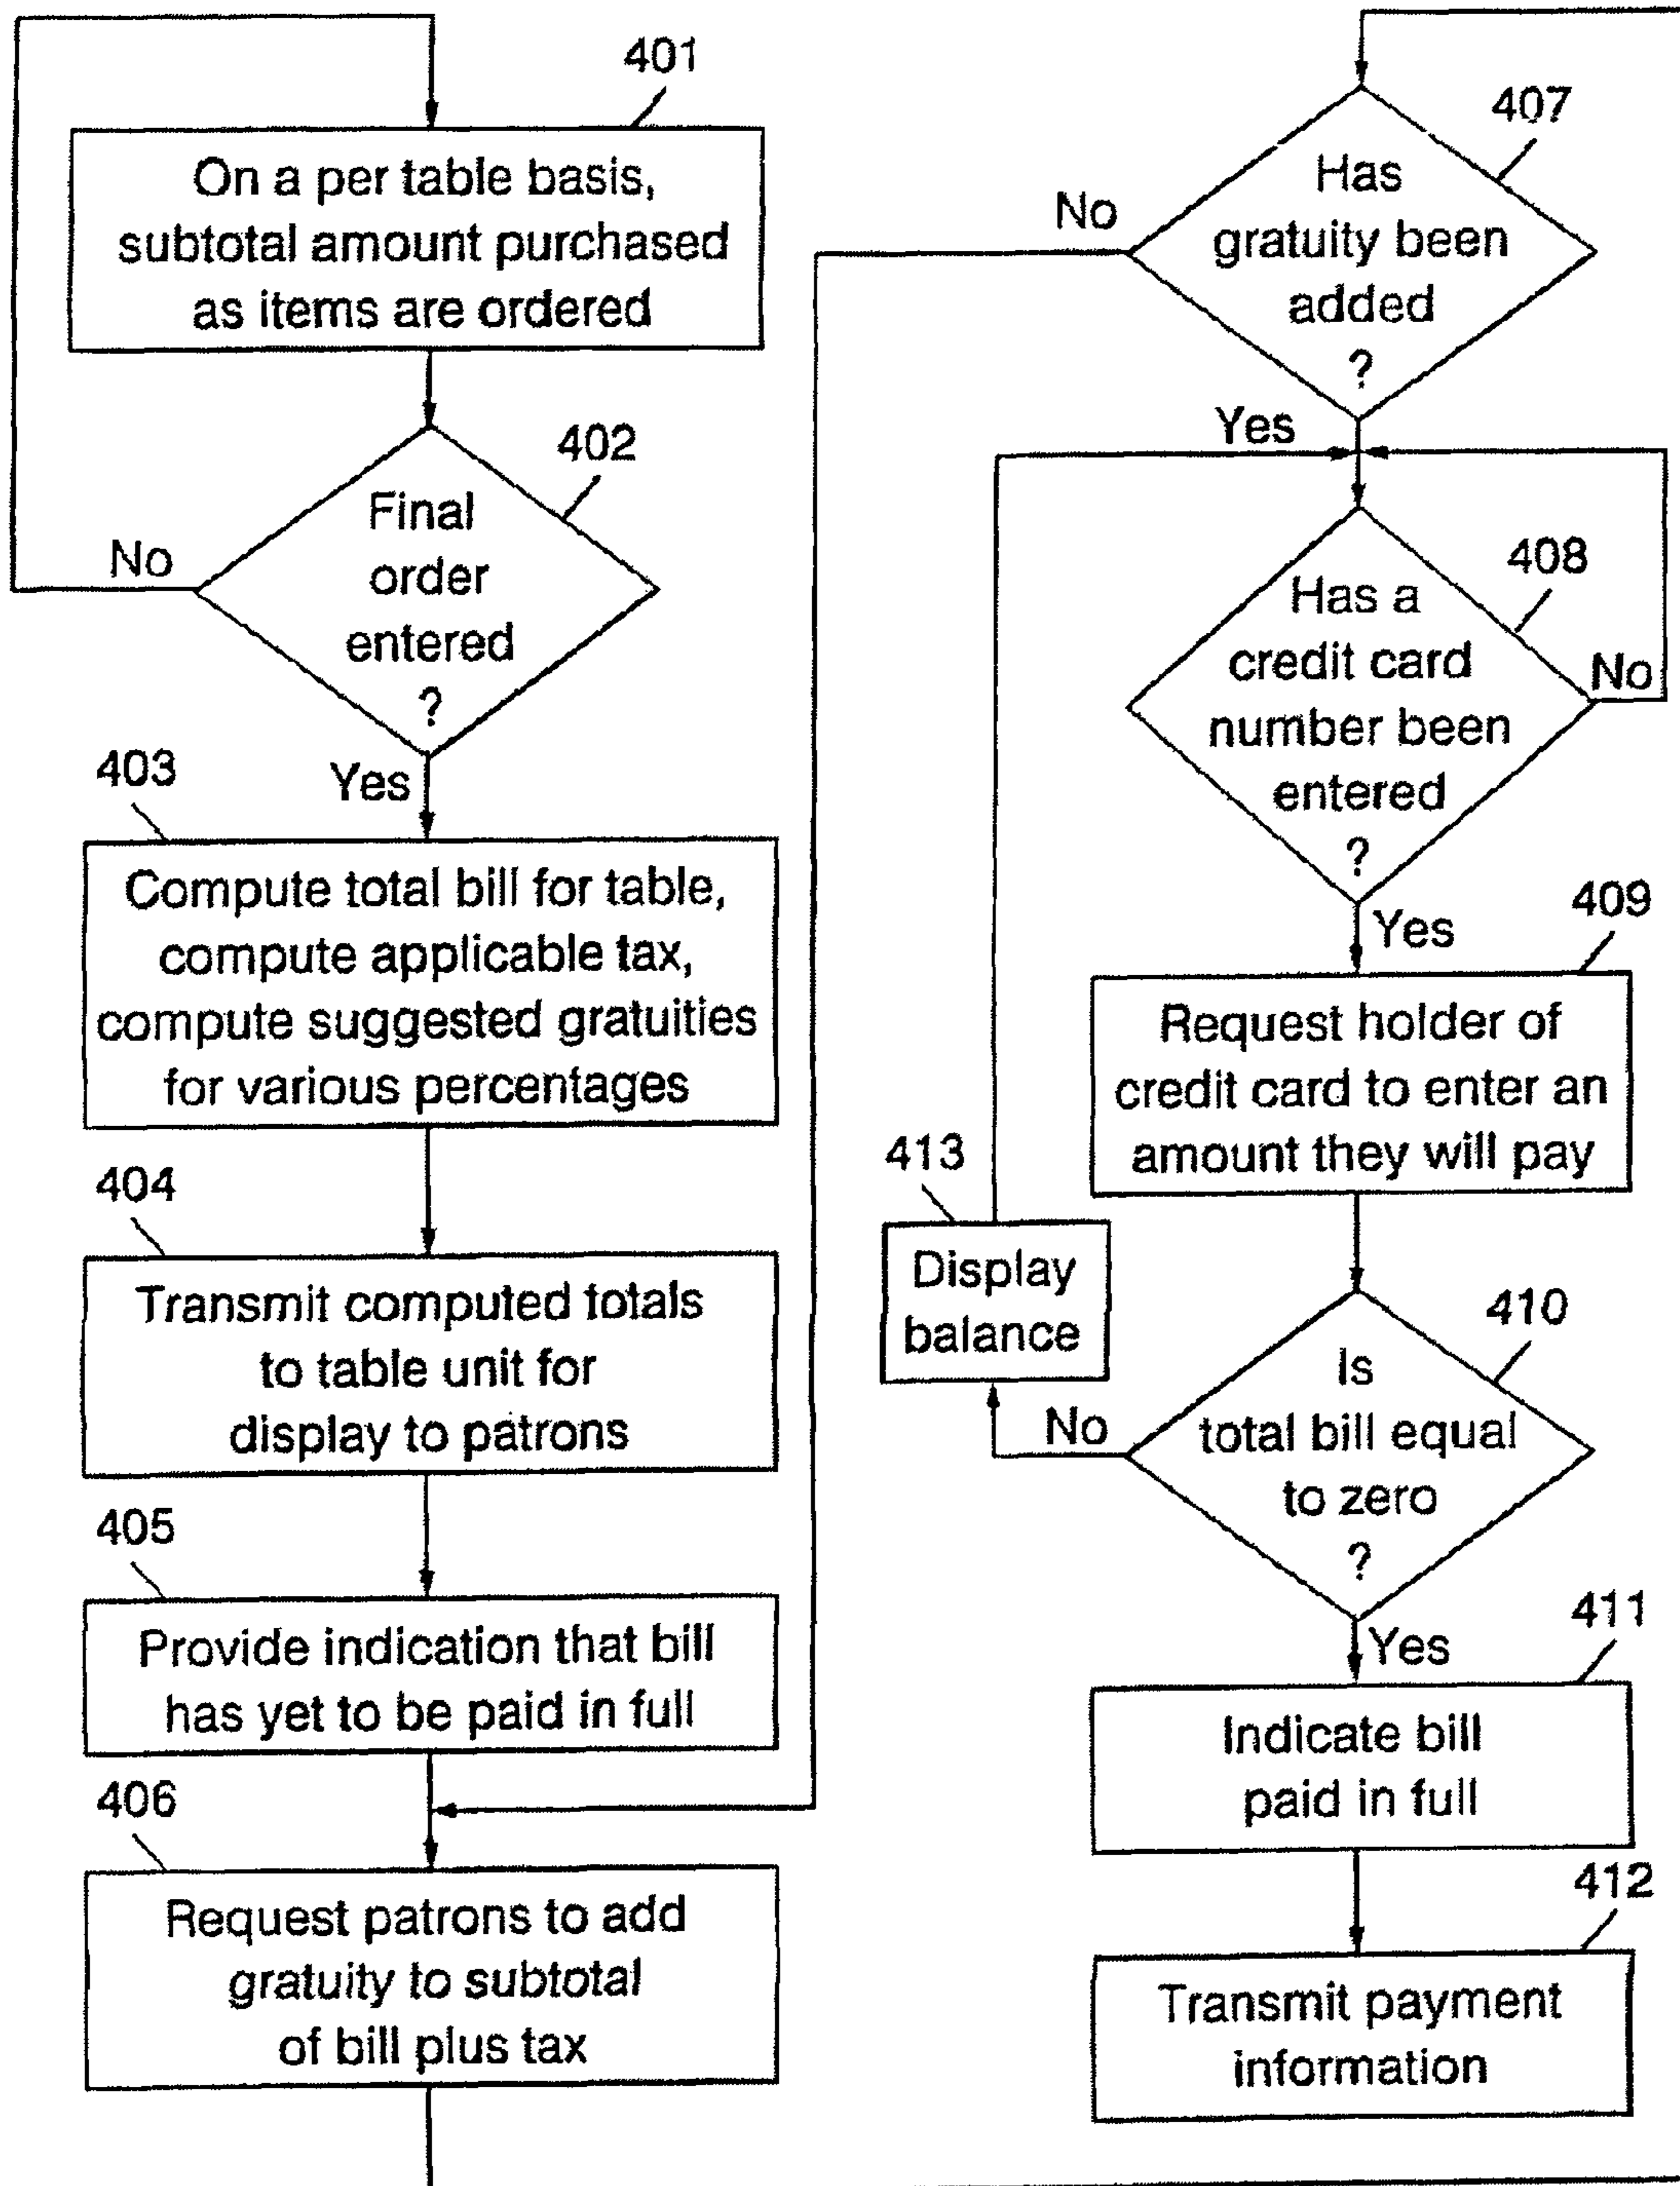 401
On a per table basis,
subtotal amount purchased
as items are ordered
402
Final
order
entered
?
No
Yes
403
Compute total bill for table,
compute applicable tax,
compute suggested gratuities
for various percentages
404
Transmit computed totals
to table unit for
display to patrons
405
Provide indication that bill
has yet to be paid in full
406
Request patrons to add
gratuity to subtotal
of bill plus tax
407
Has
gratuity been
added
?
No
Yes
408
Has a
credit card
number been
entered
?
No
Yes
409
Request holder of
credit card to enter an
amount they will pay
413
Display
balance
410
Is
total bill equal
to zero
?
No
Yes
411
Indicate bill
paid in full
412
Transmit payment
information